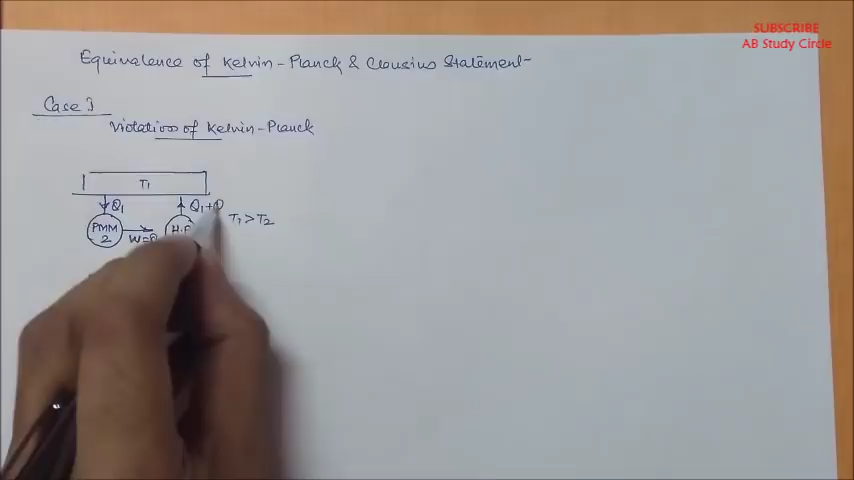 SUBSCRIBE
AB Study Circle
Equivalence of Kelvin-Planck & Clausius Statement-
Case I
Violation of Kelvin-Planck
T1
Q1
Q1+Q
T1>T2
PMM
2
W=Q
H.P